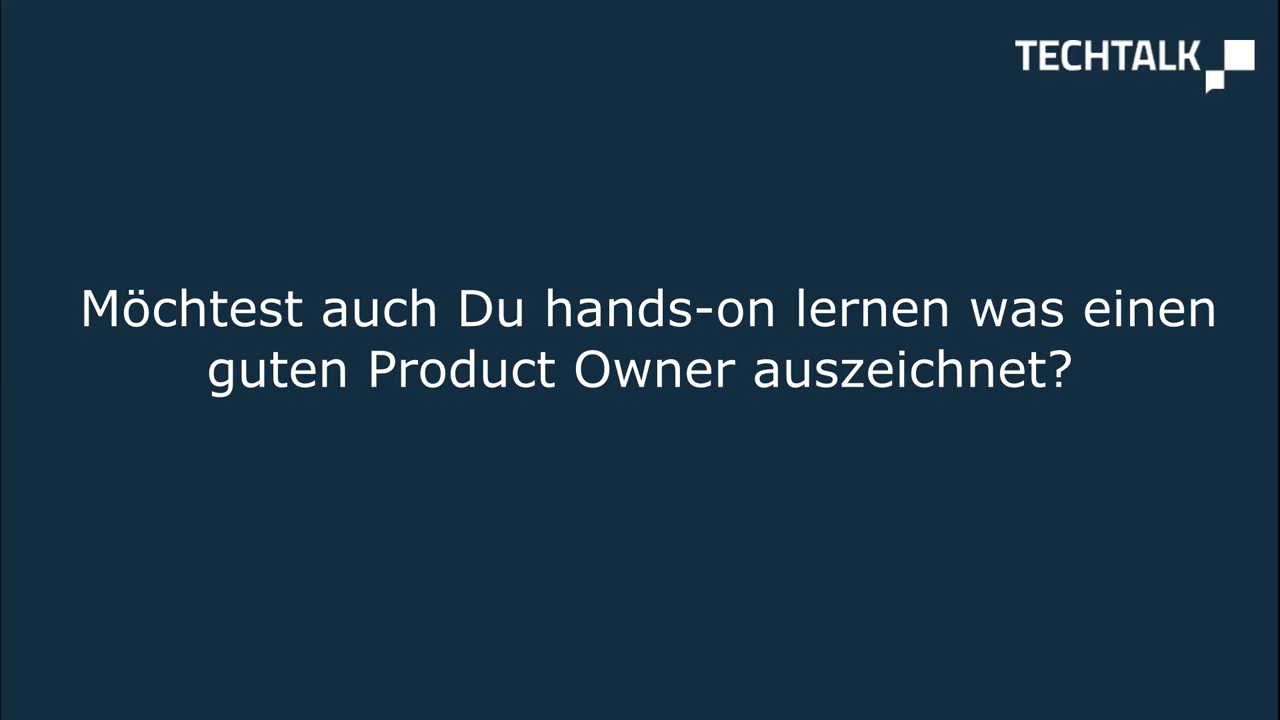 TECHTALK
Möchtest auch Du hands-on lernen was einen
guten Product Owner auszeichnet?